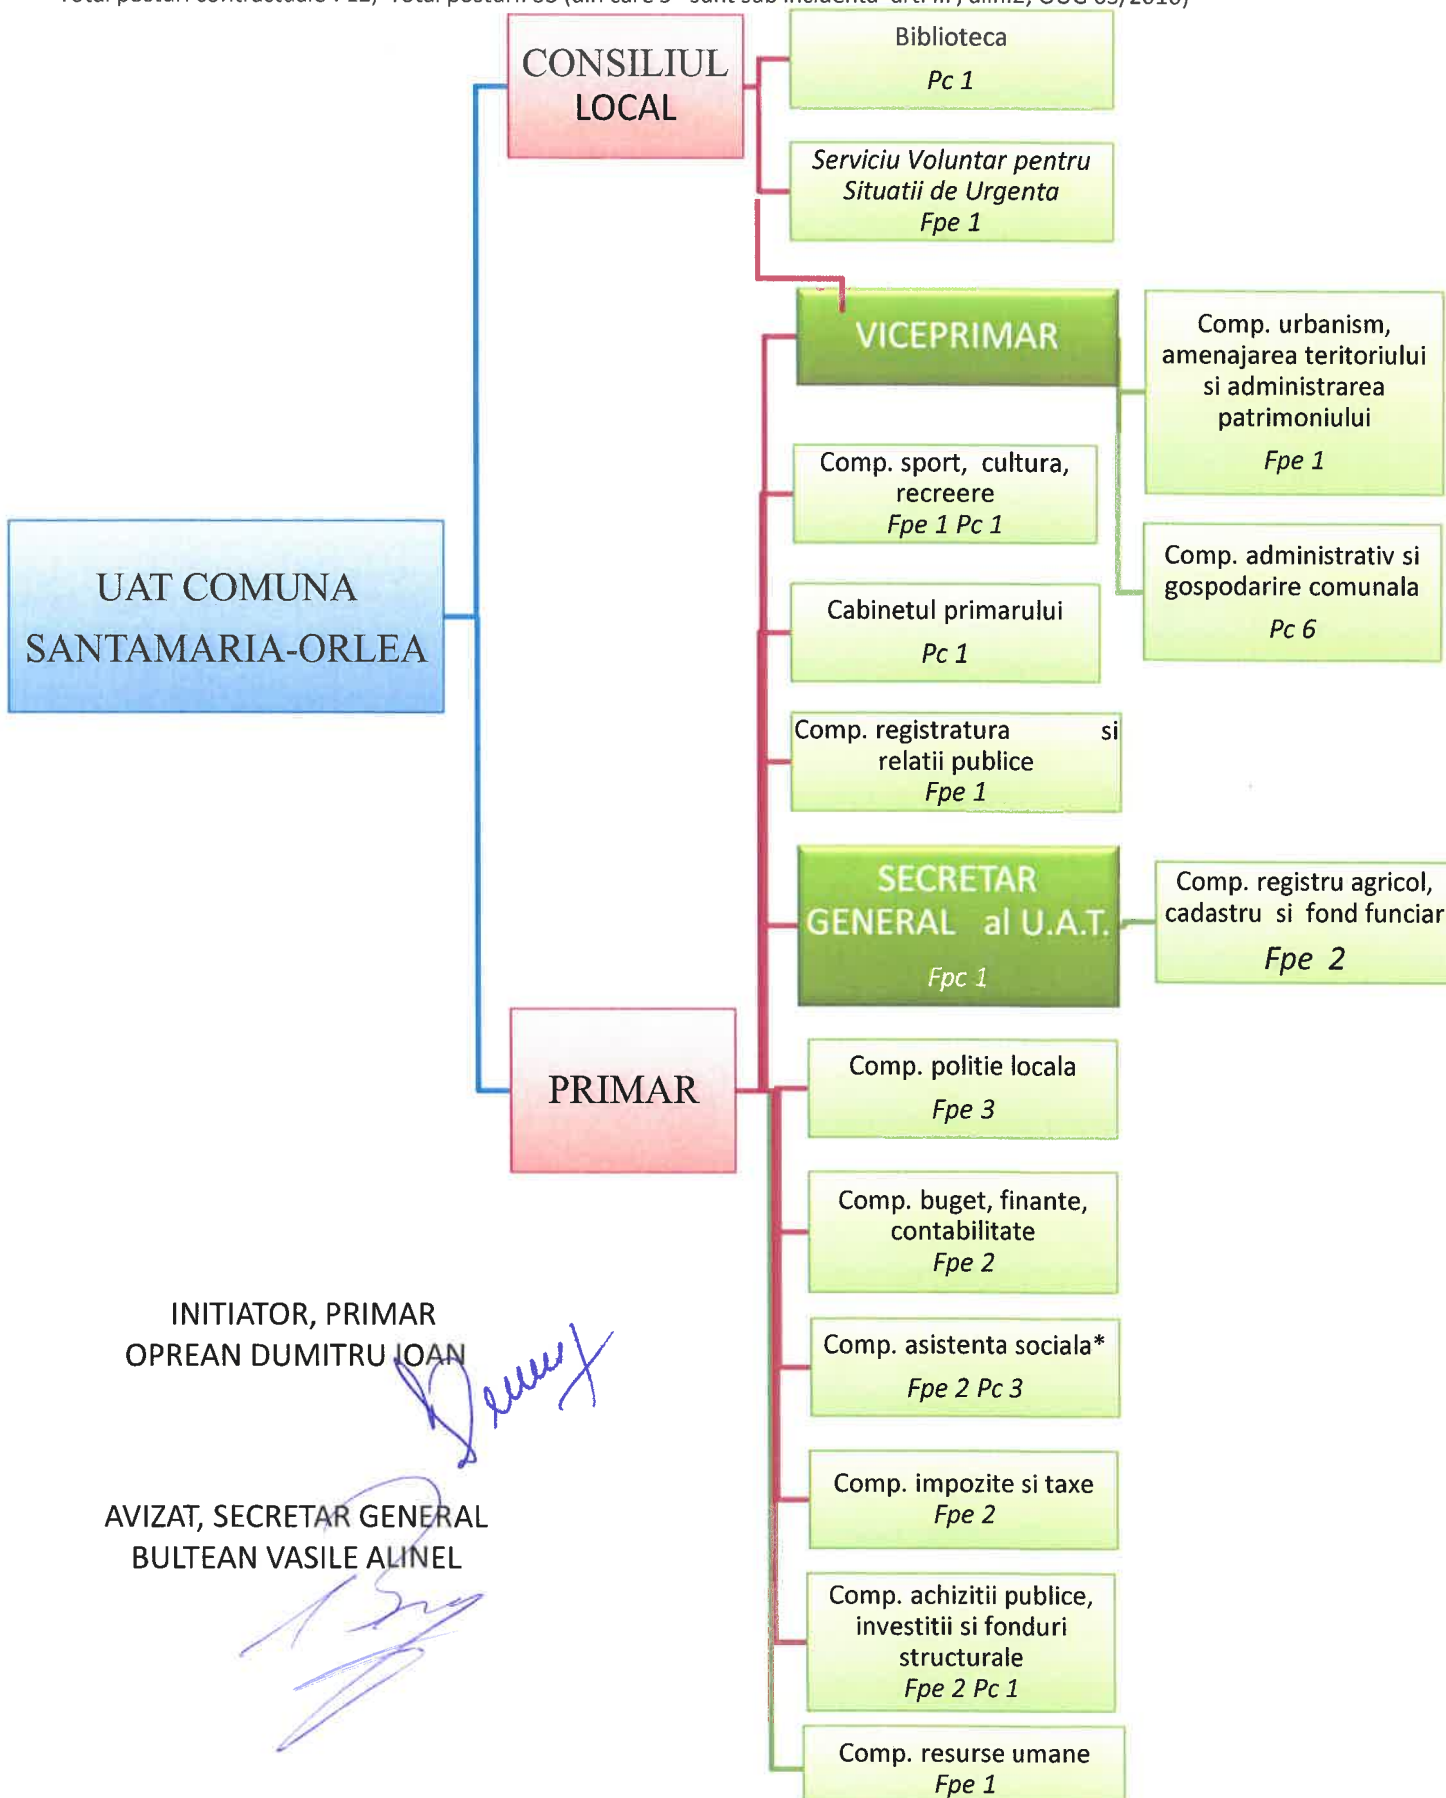 CONSILIUL
LOCAL
Biblioteca
Pc 1
Serviciu Voluntar pentru
Situatii de Urgenta
Fpe 1
VICEPRIMAR
Comp. urbanism,
amenajarea teritoriului
si administrarea
patrimoniului
Fpe 1
Comp. sport, cultura,
recreere
Fpe 1 Pc 1
Comp. administrativ si
gospodarire comunala
Pc 6
UAT COMUNA
SANTAMARIA-ORLEA
Cabinetul primarului
Pc 1
Comp. registratura si
relatii publice
Fpe 1
SECRETAR
GENERAL al U.A.T.
Fpc 1
Comp. registru agricol,
cadastru si fond funciar
Fpe 2
PRIMAR
Comp. politie locala
Fpe 3
Comp. buget, finante,
contabilitate
Fpe 2
Comp. asistenta sociala*
Fpe 2 Pc 3
Comp. impozite si taxe
Fpe 2
Comp. achizitii publice,
investitii si fonduri
structurale
Fpe 2 Pc 1
Comp. resurse umane
Fpe 1
INITIATOR, PRIMAR
OPREAN DUMITRU IOAN
AVIZAT, SECRETAR GENERAL
BULTEAN VASILE ALINEL